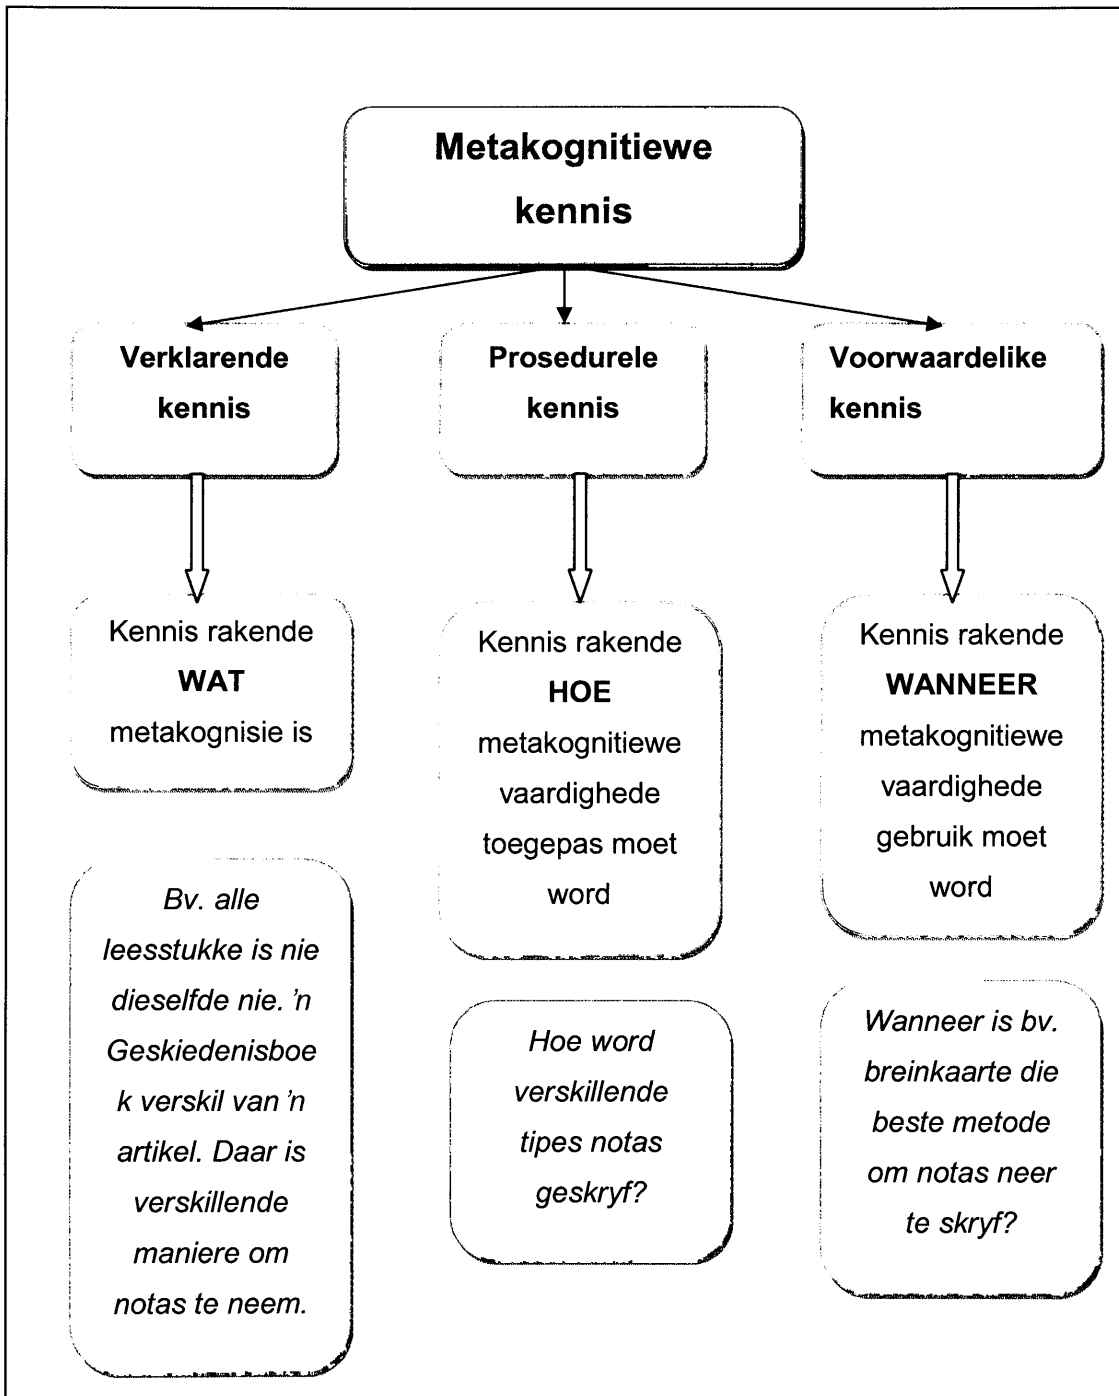 Metakognitiewe
kennis
Verklarende
kennis
Prosedurele
kennis
Voorwaardelike
kennis
Kennis rakende
WAT
metakognisie is
Kennis rakende
HOE
metakognitiewe
vaardighede
toegepas moet
word
Kennis rakende
WANNEER
metakognitiewe
vaardighede
gebruik moet
word
Bv. alle
leesstukke is nie
dieselfde nie. 'n
Geskiedenisboe
k verskil van 'n
artikel. Daar is
verskillende
maniere om
notas te neem.
Hoe word
verskillende
tipes notas
geskryf?
Wanneer is bv.
breinkaarte die
beste metode
om notas neer
te skryf?